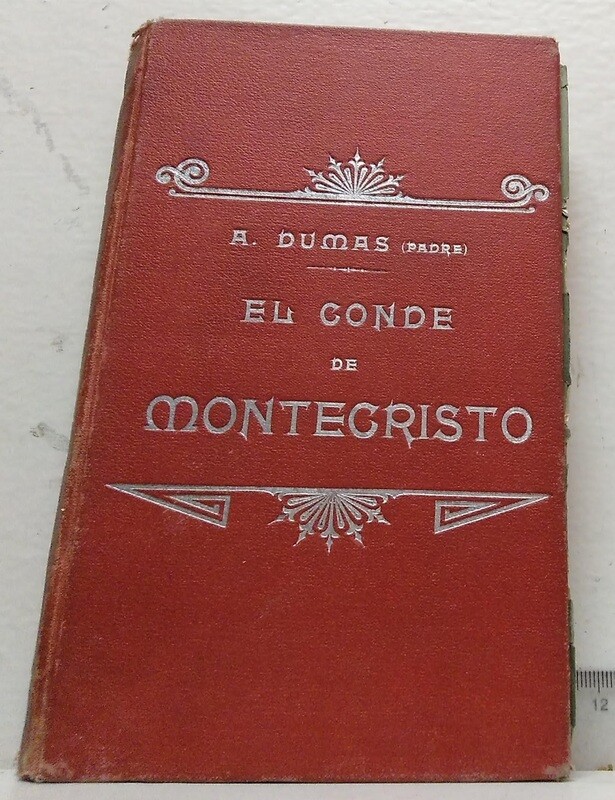 A. DUMAS (PADRE)
EL CONDE
DE
MONTECRISTO
12